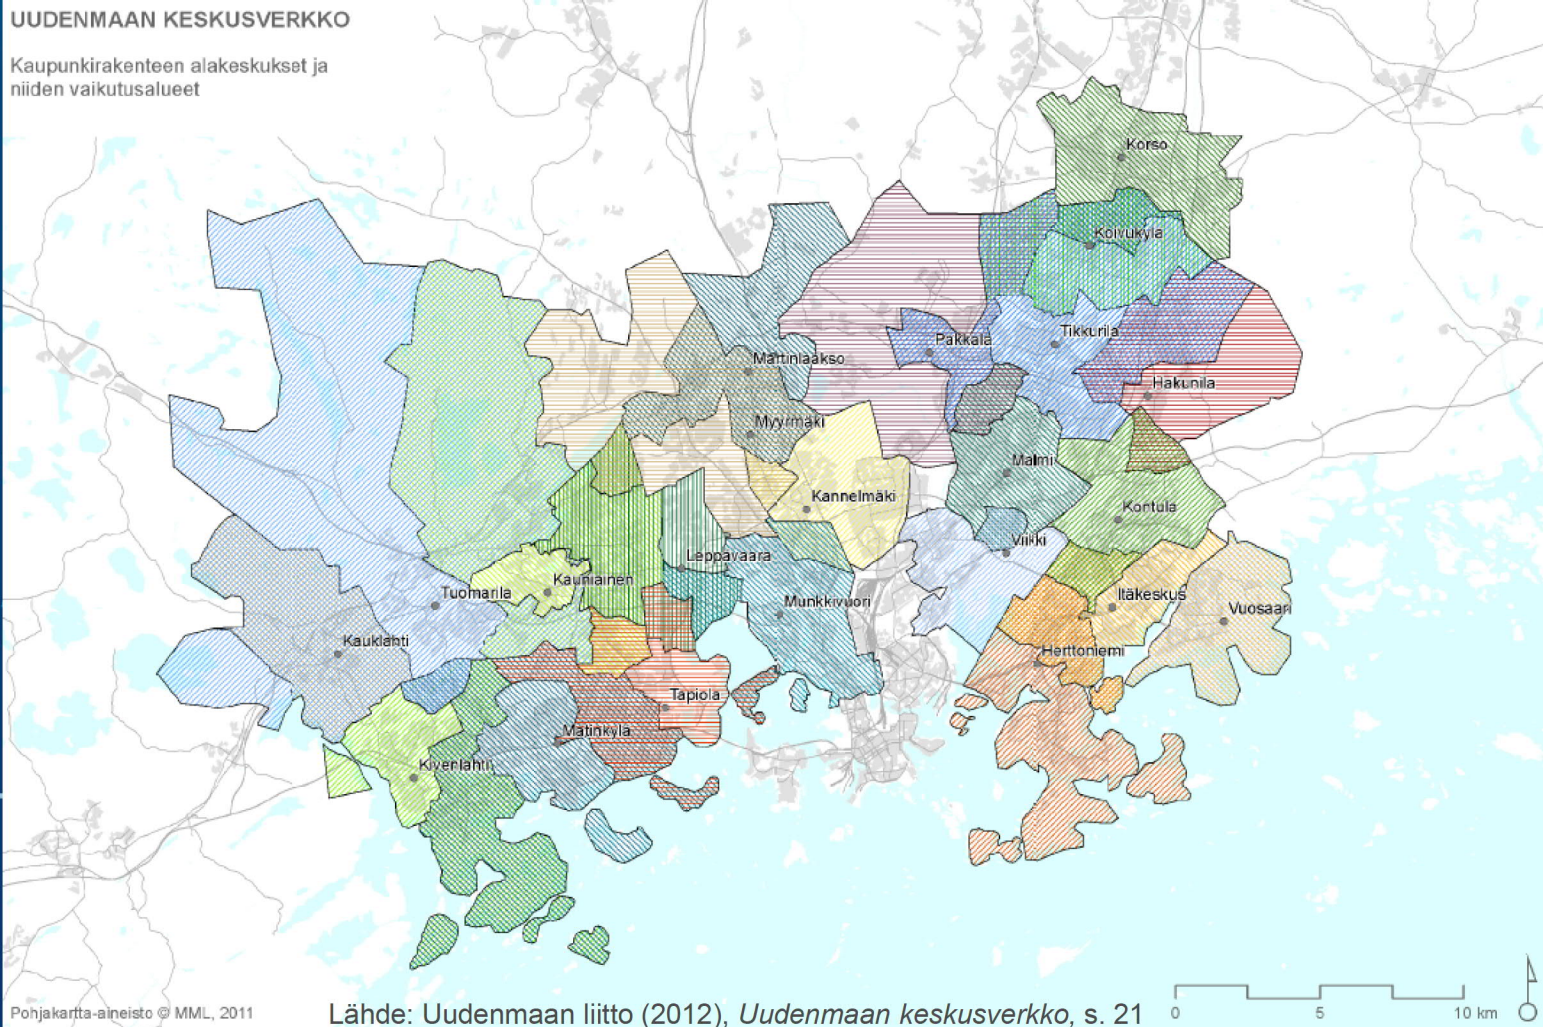 UUDENMAAN KESKUSVERKKO
Kaupunkirakenteen alakeskukset ja
niiden vaikutusalueet
Korso
Koivukylä
Tikkurila
Pakkala
Martinlaakso
Hakunila
Myyrmäki
Malmi
Kannelmäki
Kontula
Viikki
Leppävaara
Kauniainen
Tuomarila
Itäkeskus
Munkkivuori
Vuosaari
Kauklahti
Herttoniemi
Tapiola
Matinkylä
Kivenlahti
Pohjakartta-aineisto © MML, 2011
Lähde: Uudenmaan liitto (2012), Uudenmaan keskusverkko, s. 21
0 5 10 km